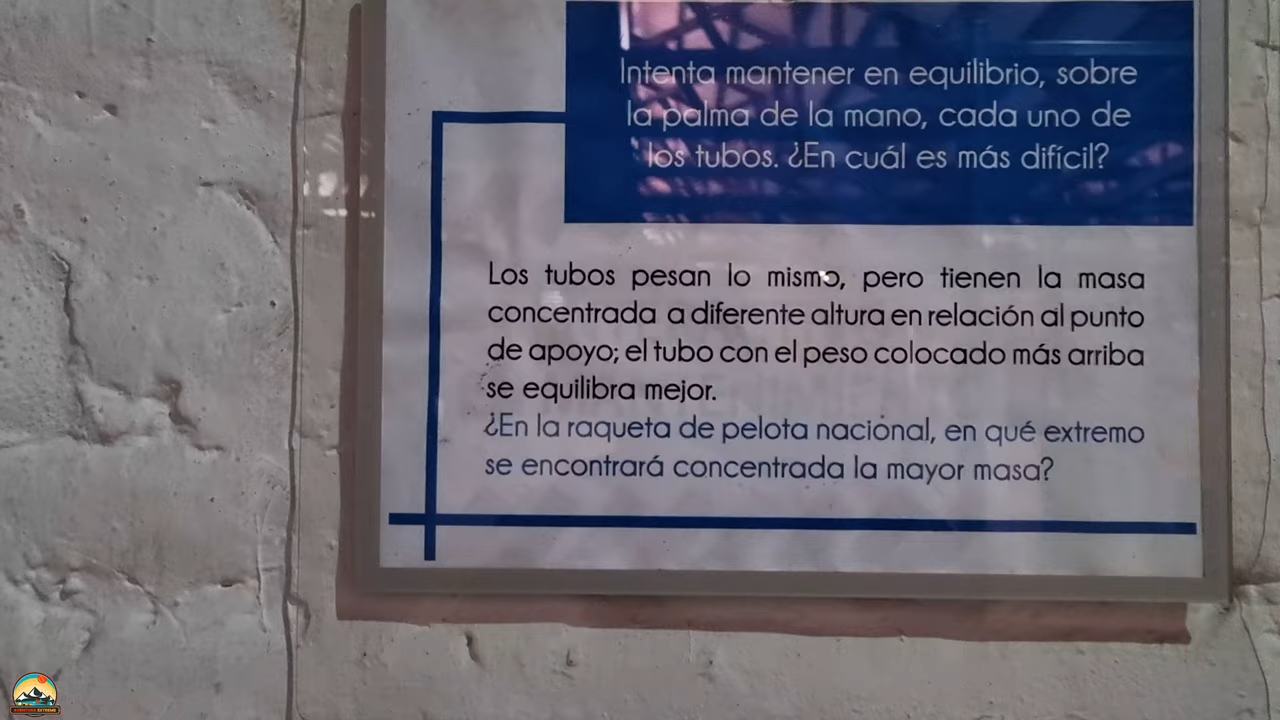 Intenta mantener en equilibrio, sobre
la palma de la mano, cada uno de
los tubos. ¿En cuál es más difícil?
Los tubos pesan lo mismo, pero tienen la masa
concentrada a diferente altura en relación al punto
de apoyo; el tubo con el peso colocado más arriba
se equilibra mejor.
¿En la raqueta de pelota nacional, en qué extremo
se encontrará concentrada la mayor masa?